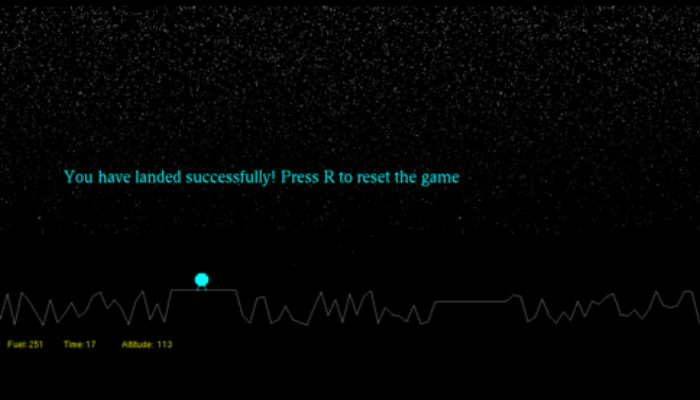 You have landed successfully! Press R to reset the game
Fuel: 251 Time: 17 Altitude: 113